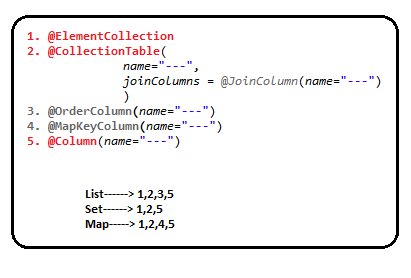 1. @ElementCollection
2. @CollectionTable(
name="---",
joinColumns = @JoinColumn(name="---")
)
3. @OrderColumn(name="---")
4. @MapKeyColumn(name="---")
5. @Column(name="---")
List------> 1,2,3,5
Set------> 1,2,5
Map-----> 1,2,4,5